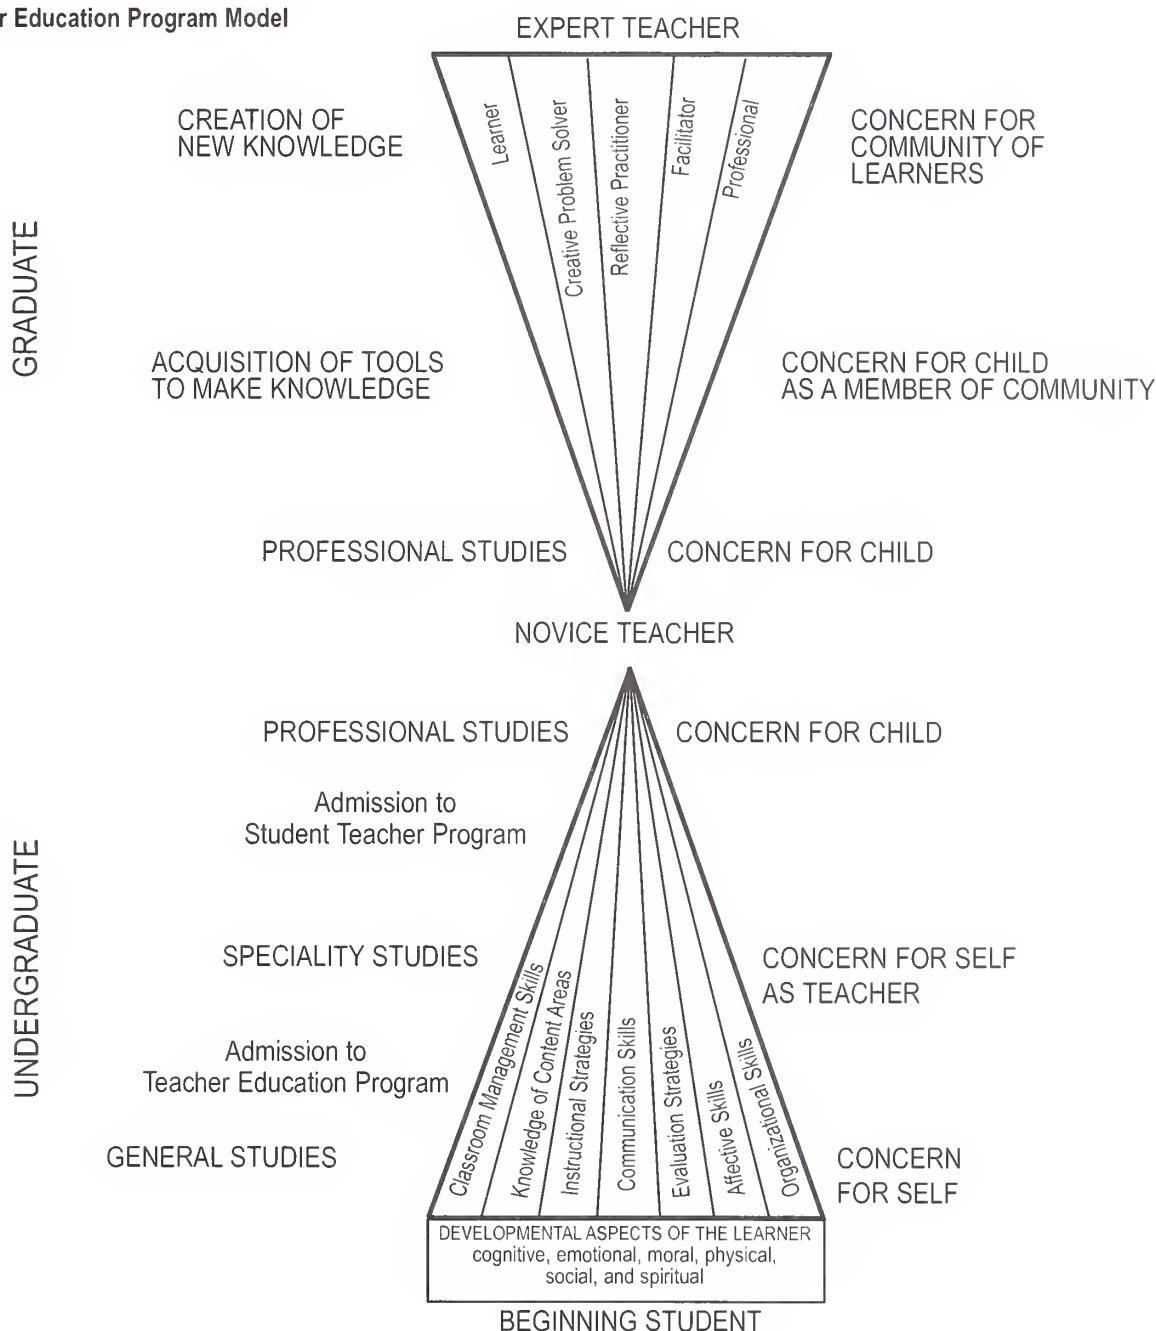 r Education Program Model
EXPERT TEACHER
CREATION OF
NEW KNOWLEDGE
Learner
Creative Problem Solver
Reflective Practitioner
Facilitator
Professional
CONCERN FOR
COMMUNITY OF
LEARNERS
GRADUATE
ACQUISITION OF TOOLS
TO MAKE KNOWLEDGE
CONCERN FOR CHILD
AS A MEMBER OF COMMUNITY
PROFESSIONAL STUDIES
CONCERN FOR CHILD
NOVICE TEACHER
PROFESSIONAL STUDIES
CONCERN FOR CHILD
Admission to
Student Teacher Program
UNDERGRADUATE
SPECIALITY STUDIES
CONCERN FOR SELF
AS TEACHER
Admission to
Teacher Education Program
GENERAL STUDIES
Classroom Management Skills
Knowledge of Content Areas
Instructional Strategies
Communication Skills
Evaluation Strategies
Affective Skills
Organizational Skills
CONCERN
FOR SELF
DEVELOPMENTAL ASPECTS OF THE LEARNER
cognitive, emotional, moral, physical,
social, and spiritual
BEGINNING STUDENT